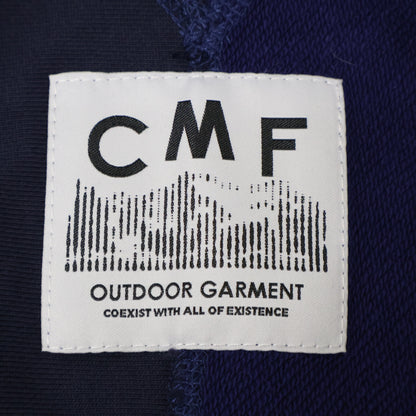 CMF
OUTDOOR GARMENT
COEXIST WITH ALL OF EXISTENCE